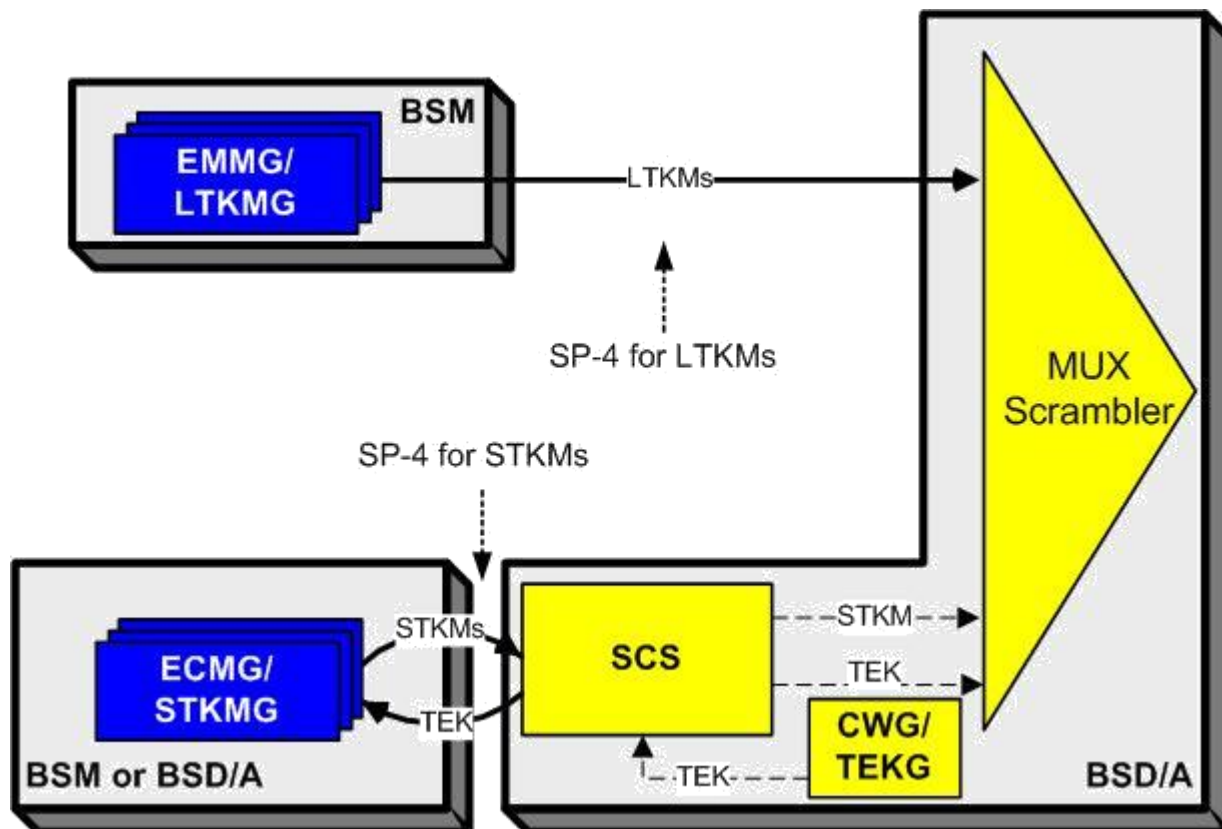 BSM
EMMG/
LTKMG
LTKMs
SP-4 for LTKMs
MUX
Scrambler
SP-4 for STKMs
STKMs
ECMG/
STKMG
TEK
BSM or BSD/A
SCS
STKM
TEK
CWG/
TEKG
TEK
BSD/A